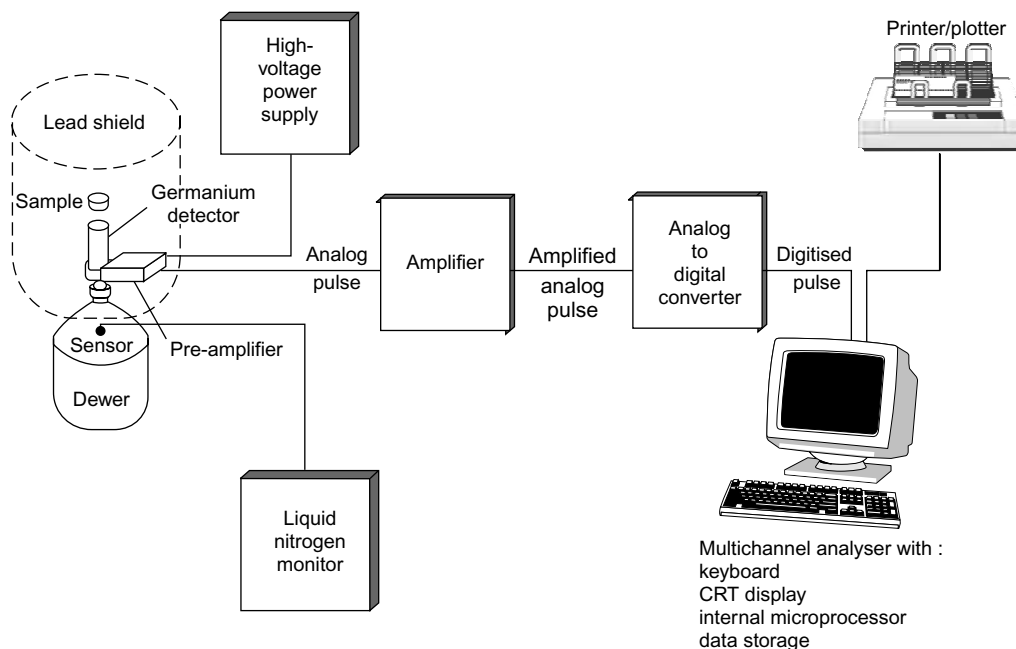 High-
voltage
power
supply
Printer/plotter
Lead shield
Sample
Germanium
detector
Analog
pulse
Amplifier
Amplified
analog
pulse
Analog
to
digital
converter
Digitised
pulse
Sensor
Pre-amplifier
Dewer
Liquid
nitrogen
monitor
Multichannel analyser with :
keyboard
CRT display
internal microprocessor
data storage